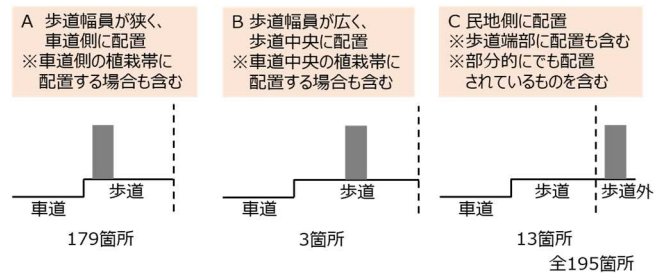 A 歩道幅員が狭く、
車道側に配置
※車道側の植栽帯に
配置する場合も含む
B 歩道幅員が広く、
歩道中央に配置
※車道中央の植栽帯に
配置する場合も含む
C 民地側に配置
※歩道端部に配置も含む
※部分的にでも配置
されているものを含む
車道
歩道
179箇所
車道
歩道
3箇所
車道
歩道
歩道外
13箇所
全195箇所